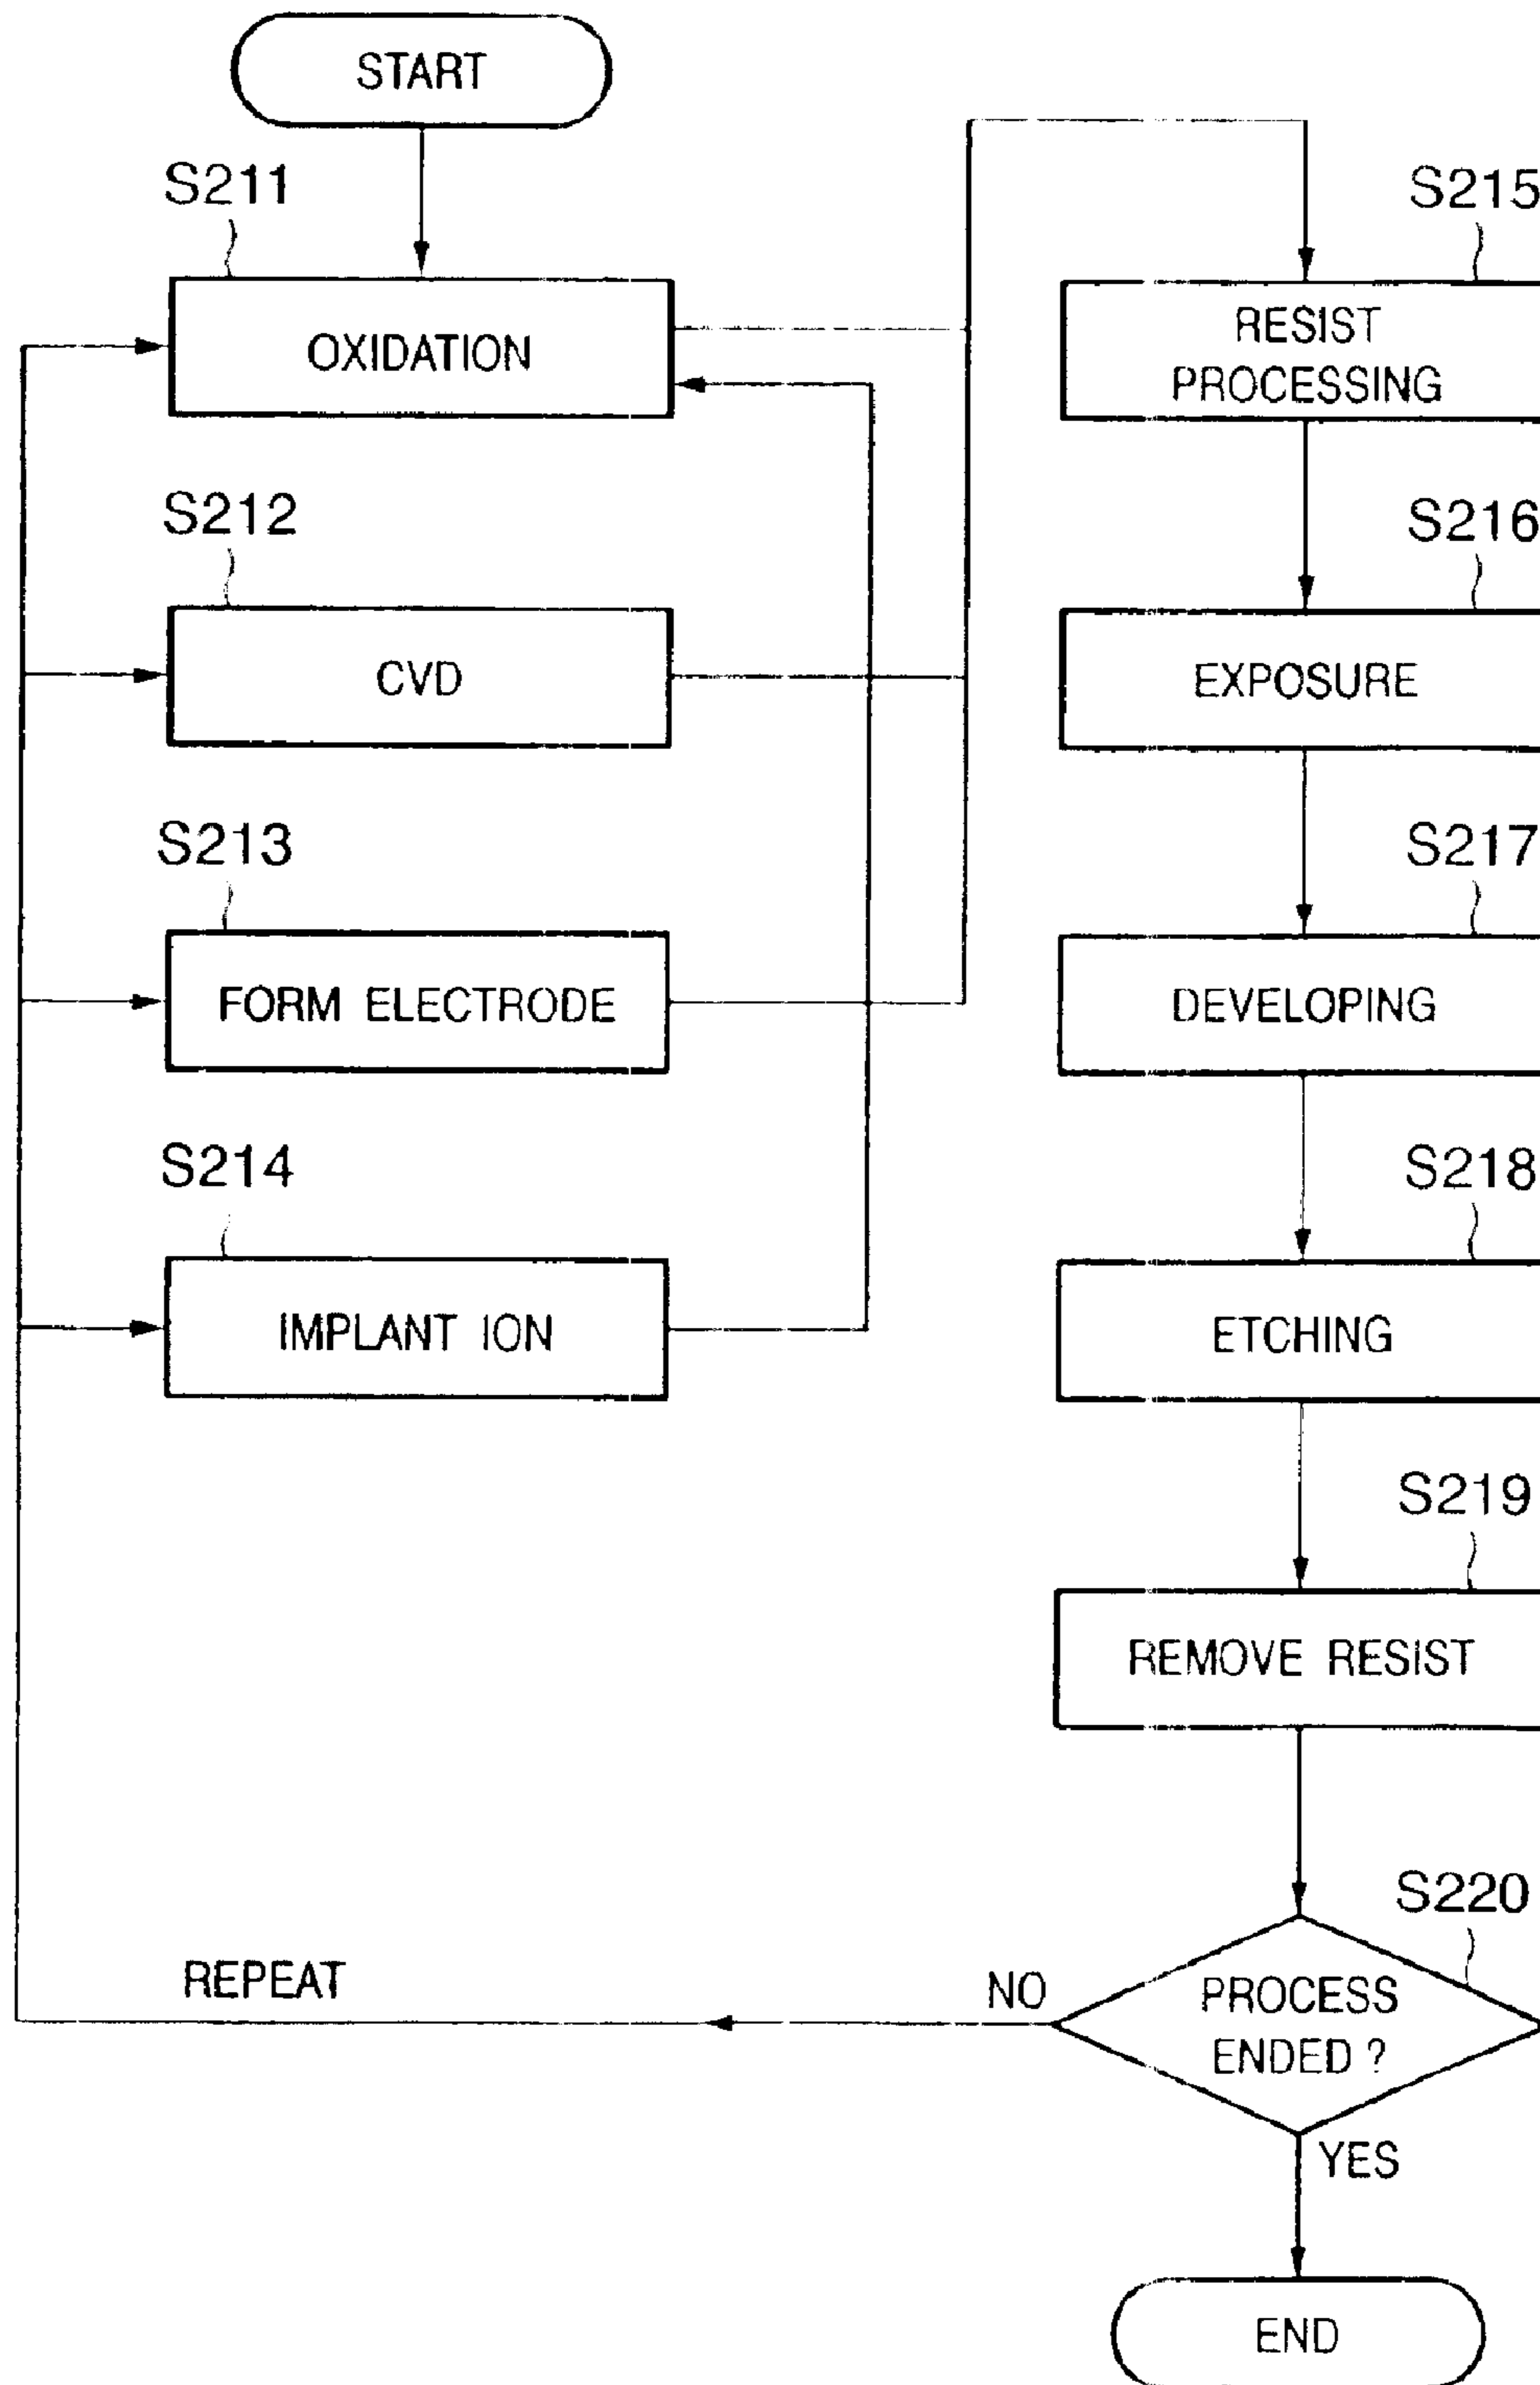 START
S211
OXIDATION
S212
CVD
S213
FORM ELECTRODE
S214
IMPLANT ION
S215
RESIST
PROCESSING
S216
EXPOSURE
S217
DEVELOPING
S218
ETCHING
S219
REMOVE RESIST
S220
PROCESS
ENDED ?
NO
REPEAT
YES
END